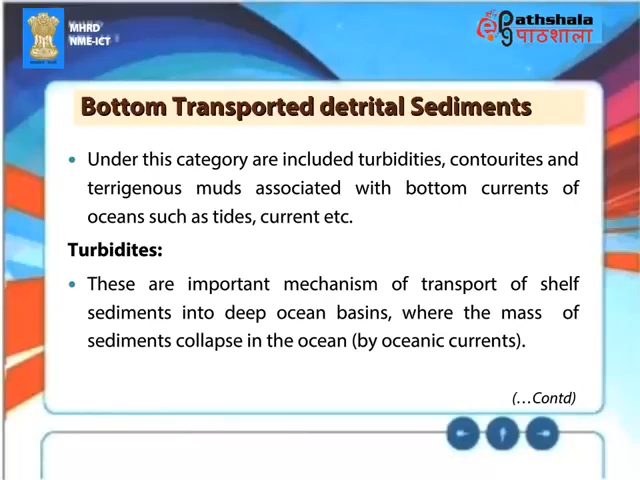 MHRD
NME-ICT
ePathshala
पाठशाला
Bottom Transported detrital Sediments
• Under this category are included turbidities, contourites and
terrigenous muds associated with bottom currents of
oceans such as tides, current etc.
Turbidites:
• These are important mechanism of transport of shelf
sediments into deep ocean basins, where the mass of
sediments collapse in the ocean (by oceanic currents).
(…Contd)